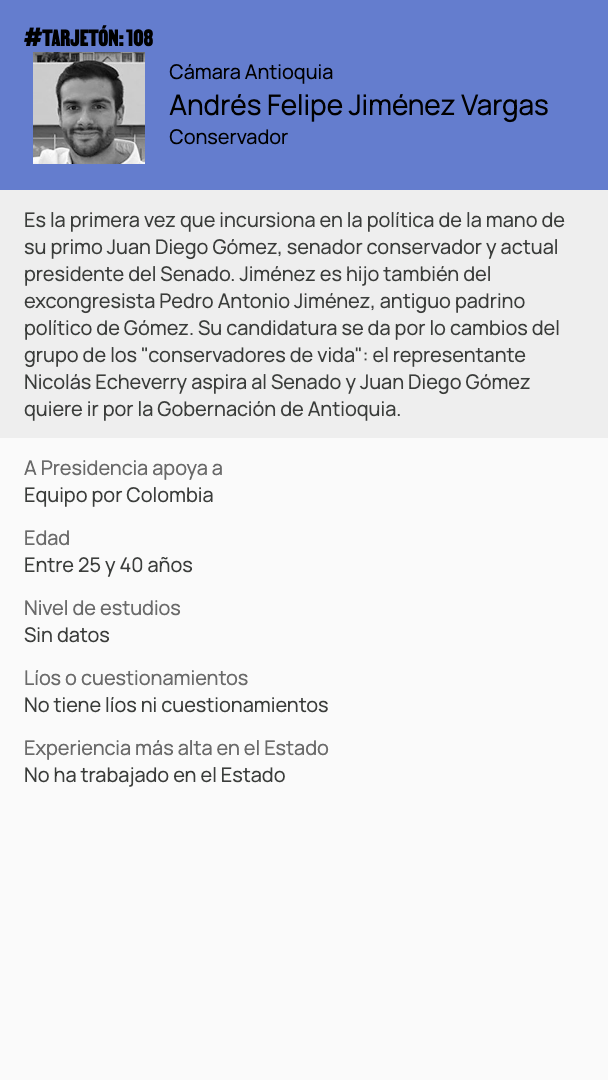 #TARJETÓN: 108
Cámara Antioquia
Andrés Felipe Jiménez Vargas
Conservador
Es la primera vez que incursiona en la política de la mano de
su primo Juan Diego Gómez, senador conservador y actual
presidente del Senado. Jiménez es hijo también del
excongresista Pedro Antonio Jiménez, antiguo padrino
político de Gómez. Su candidatura se da por lo cambios del
grupo de los "conservadores de vida": el representante
Nicolás Echeverry aspira al Senado y Juan Diego Gómez
quiere ir por la Gobernación de Antioquia.
A Presidencia apoya a
Equipo por Colombia
Edad
Entre 25 y 40 años
Nivel de estudios
Sin datos
Líos o cuestionamientos
No tiene líos ni cuestionamientos
Experiencia más alta en el Estado
No ha trabajado en el Estado